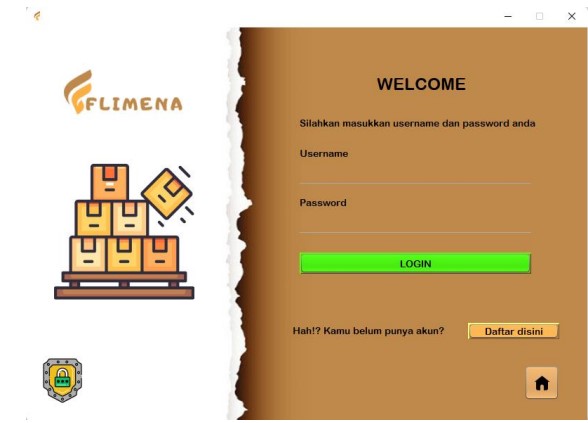 FLIMENA
WELCOME
Silahkan masukkan username dan password anda
Username
Password
LOGIN
Hah!? Kamu belum punya akun?
Daftar disini